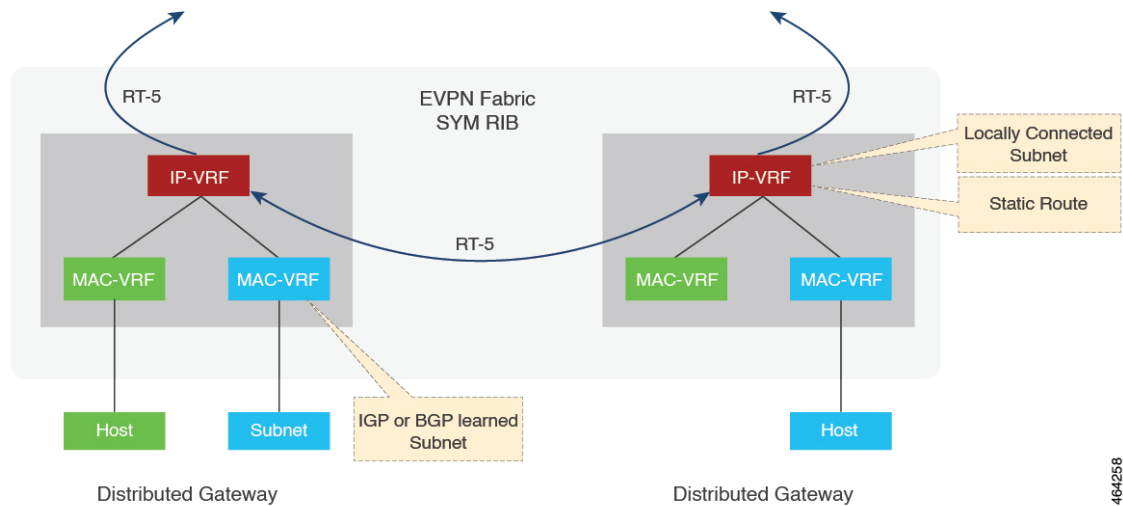 RT-5
EVPN Fabric
SYM RIB
RT-5
IP-VRF
IP-VRF
Locally Connected
Subnet
Static Route
RT-5
MAC-VRF
MAC-VRF
MAC-VRF
MAC-VRF
Host
Subnet
IGP or BGP learned
Subnet
Host
Distributed Gateway
Distributed Gateway
464258